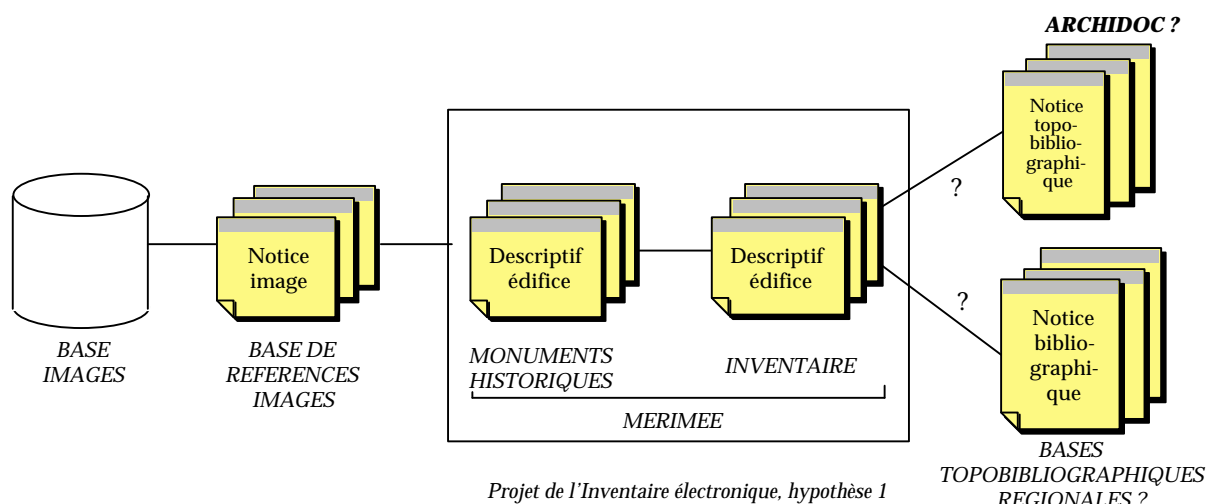 ARCHIDOC ?
Notice
topo-
biblio-
graphi-
que
?
Notice
image
Descriptif
édifice
Descriptif
édifice
?
Notice
biblio-
graphi-
que
BASE
IMAGES
BASE DE
REFERENCES
IMAGES
MONUMENTS
HISTORIQUES
INVENTAIRE
MERIMEE
BASES
TOPOBIBLIOGRAPHIQUES
REGIONALES ?
Projet de l'Inventaire électronique, hypothèse 1